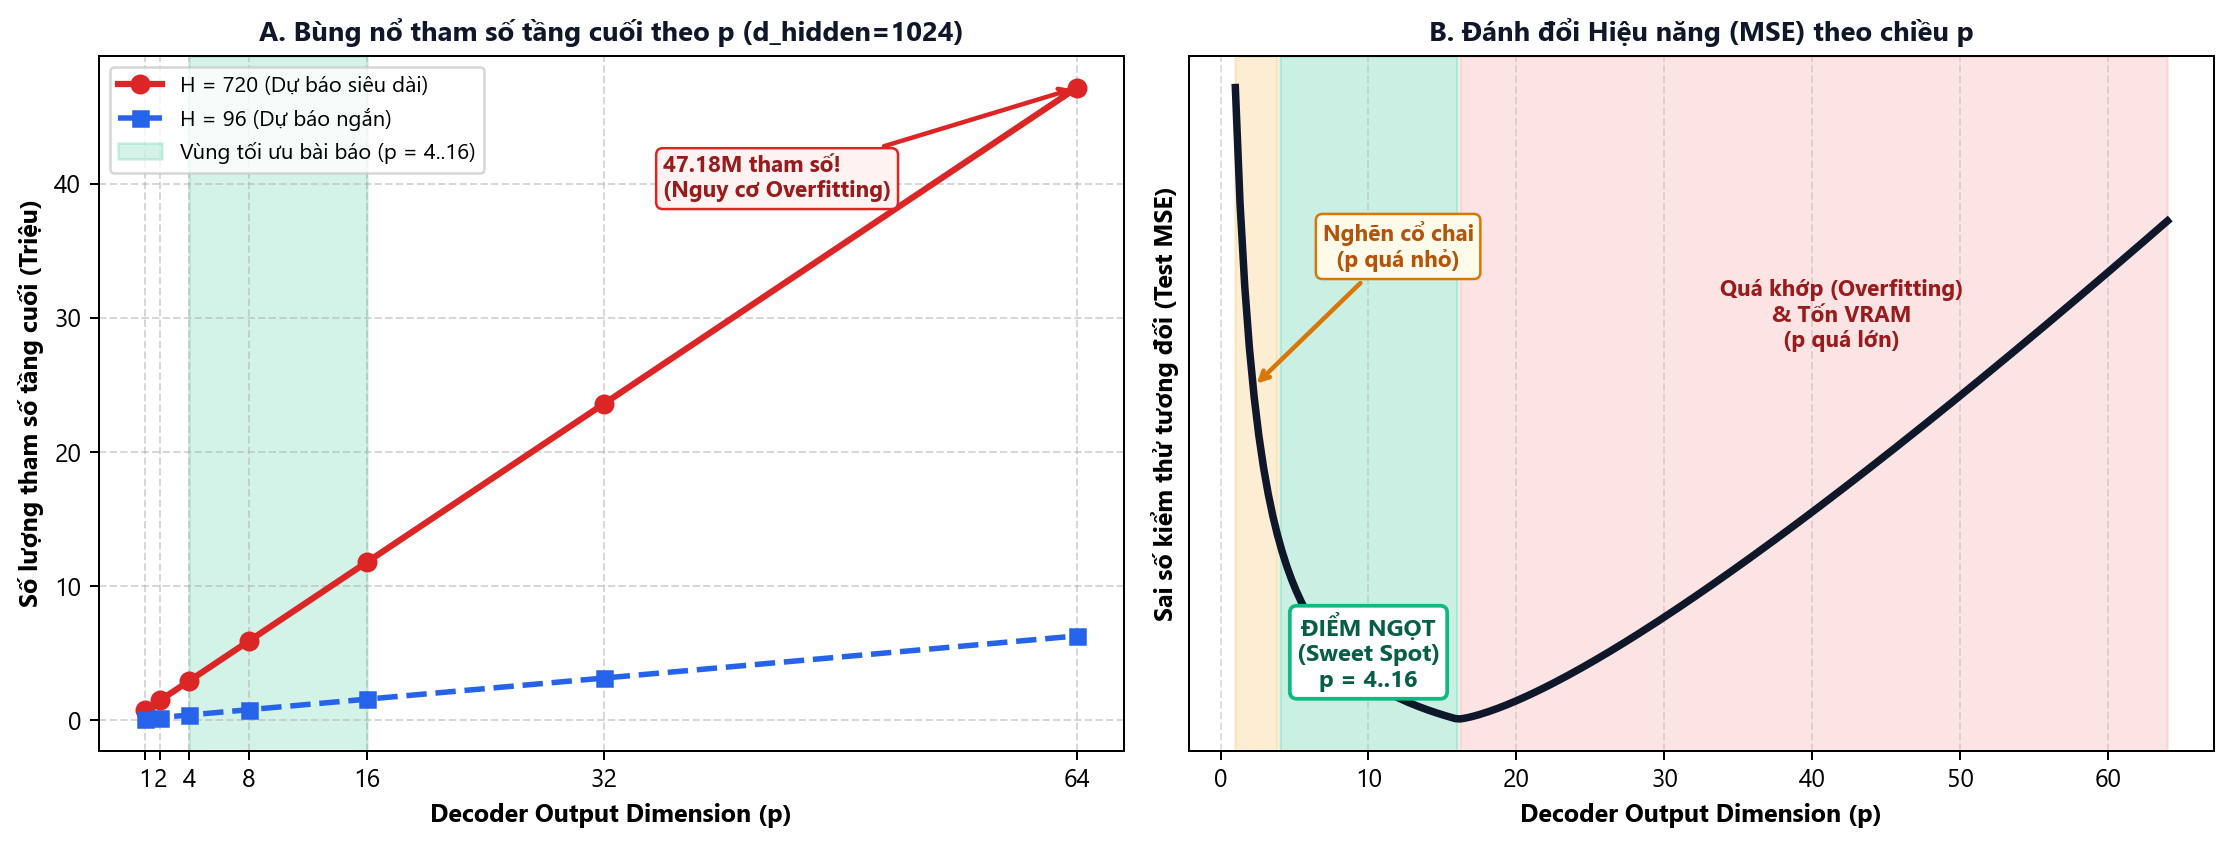 A. Bùng nổ tham số tầng cuối theo p (d_hidden=1024)
H = 720 (Dự báo siêu dài)
H = 96 (Dự báo ngắn)
Vùng tối ưu bài báo (p = 4..16)
47.18M tham số!
(Nguy cơ Overfitting)
Số lượng tham số tầng cuối (Triệu)
40
30
20
10
0
1 2 4 8 16 32 64
Decoder Output Dimension (p)
B. Đánh đổi Hiệu năng (MSE) theo chiều p
Sai số kiểm thử tương đối (Test MSE)
Nghẽn cổ chai
(p quá nhỏ)
Quá khớp (Overfitting)
& Tốn VRAM
(p quá lớn)
ĐIỂM NGỌT
(Sweet Spot)
p = 4..16
0 10 20 30 40 50 60
Decoder Output Dimension (p)